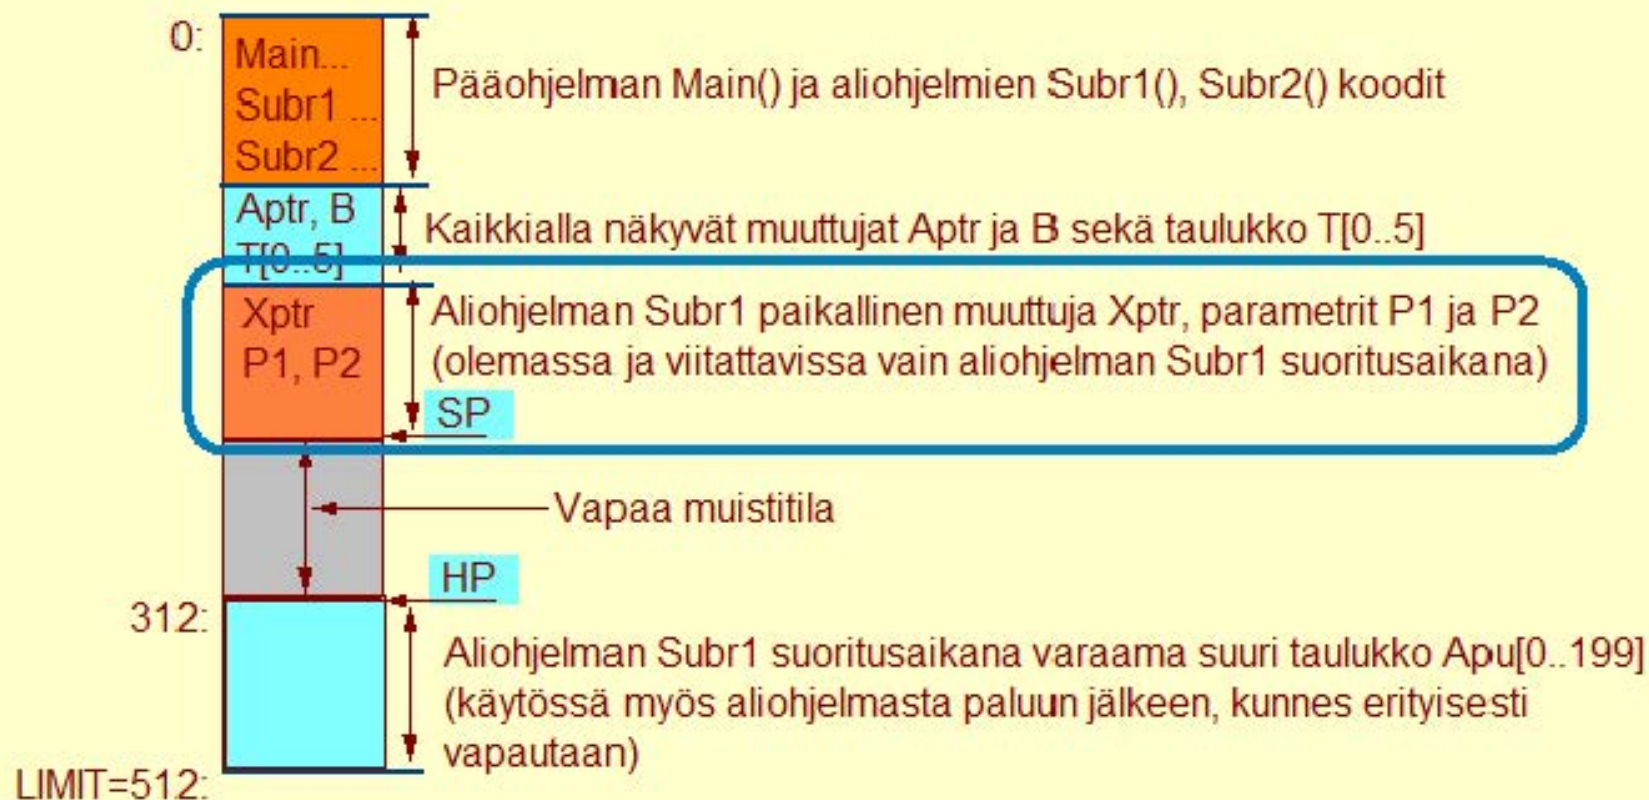 0:
Main...
Subr1 ...
Subr2 ...
Pääohjelman Main() ja aliohjelmien Subr1(), Subr2() koodit
Aptr, B
T[0..5]
Kaikkialla näkyvät muuttujat Aptr ja B sekä taulukko T[0..5]
Xptr
P1, P2
Aliohjelman Subr1 paikallinen muuttuja Xptr, parametrit P1 ja P2
(olemassa ja viitattavissa vain aliohjelman Subr1 suoritusaikana)
SP
Vapaa muistitila
HP
312:
Aliohjelman Subr1 suoritusaikana varaama suuri taulukko Apu[0..199]
(käytössä myös aliohjelmasta paluun jälkeen, kunnes erityisesti
vapautaan)
LIMIT=512: